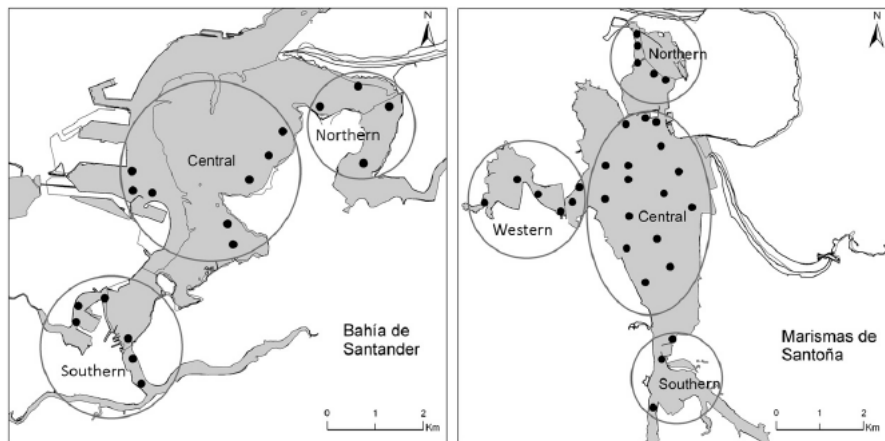 N
Northern
Central
Southern
Bahía de
Santander
0 1 2
Km
N
Northern
Western
Central
Southern
Marismas de
Santoña
0 1 2
Km